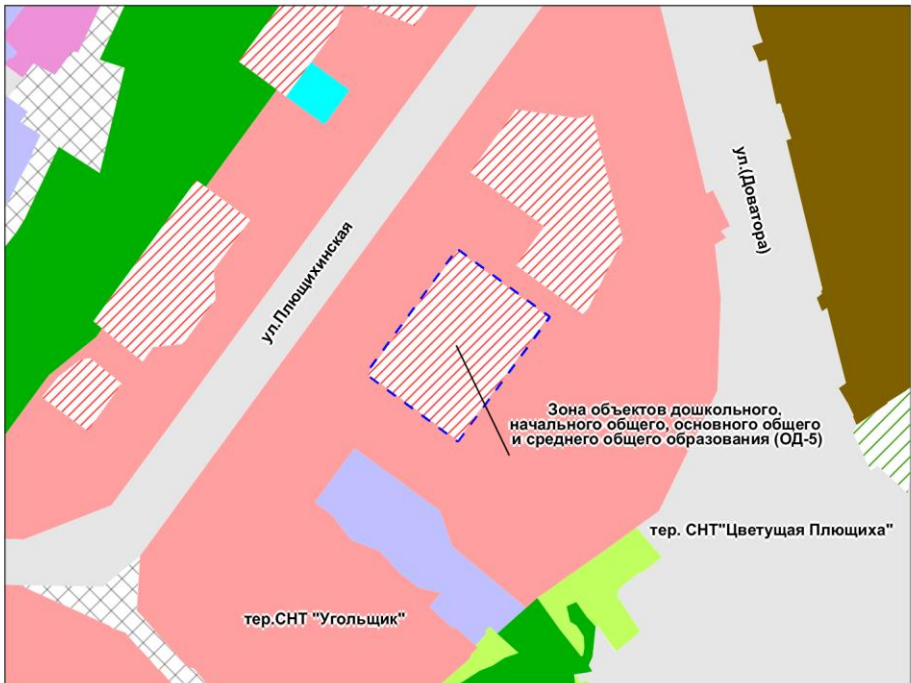 ул.(Доватора)
ул.Плющихинская
Зона объектов дошкольного,
начального общего, основного общего
и среднего общего образования (ОД-5)
тер. СНТ"Цветущая Плющиха"
тер.СНТ "Угольщик"